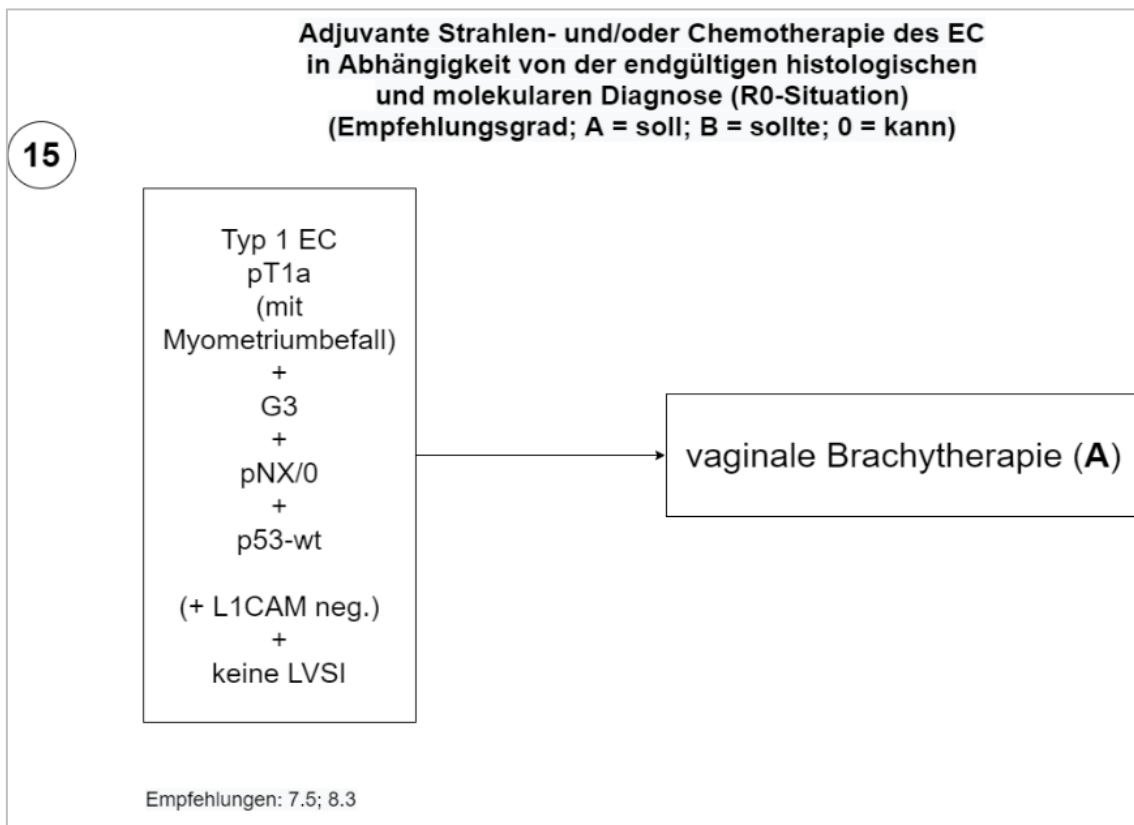 Adjuvante Strahlen- und/oder Chemotherapie des EC
in Abhängigkeit von der endgültigen histologischen
und molekularen Diagnose (R0-Situation)
(Empfehlungsgrad; A = soll; B = sollte; 0 = kann)
15
Typ 1 EC
pT1a
(mit
Myometriumbefall)
+
G3
+
pNX/0
+
p53-wt
(+ L1CAM neg.)
+
keine LVSI
vaginale Brachytherapie (A)
Empfehlungen: 7.5; 8.3